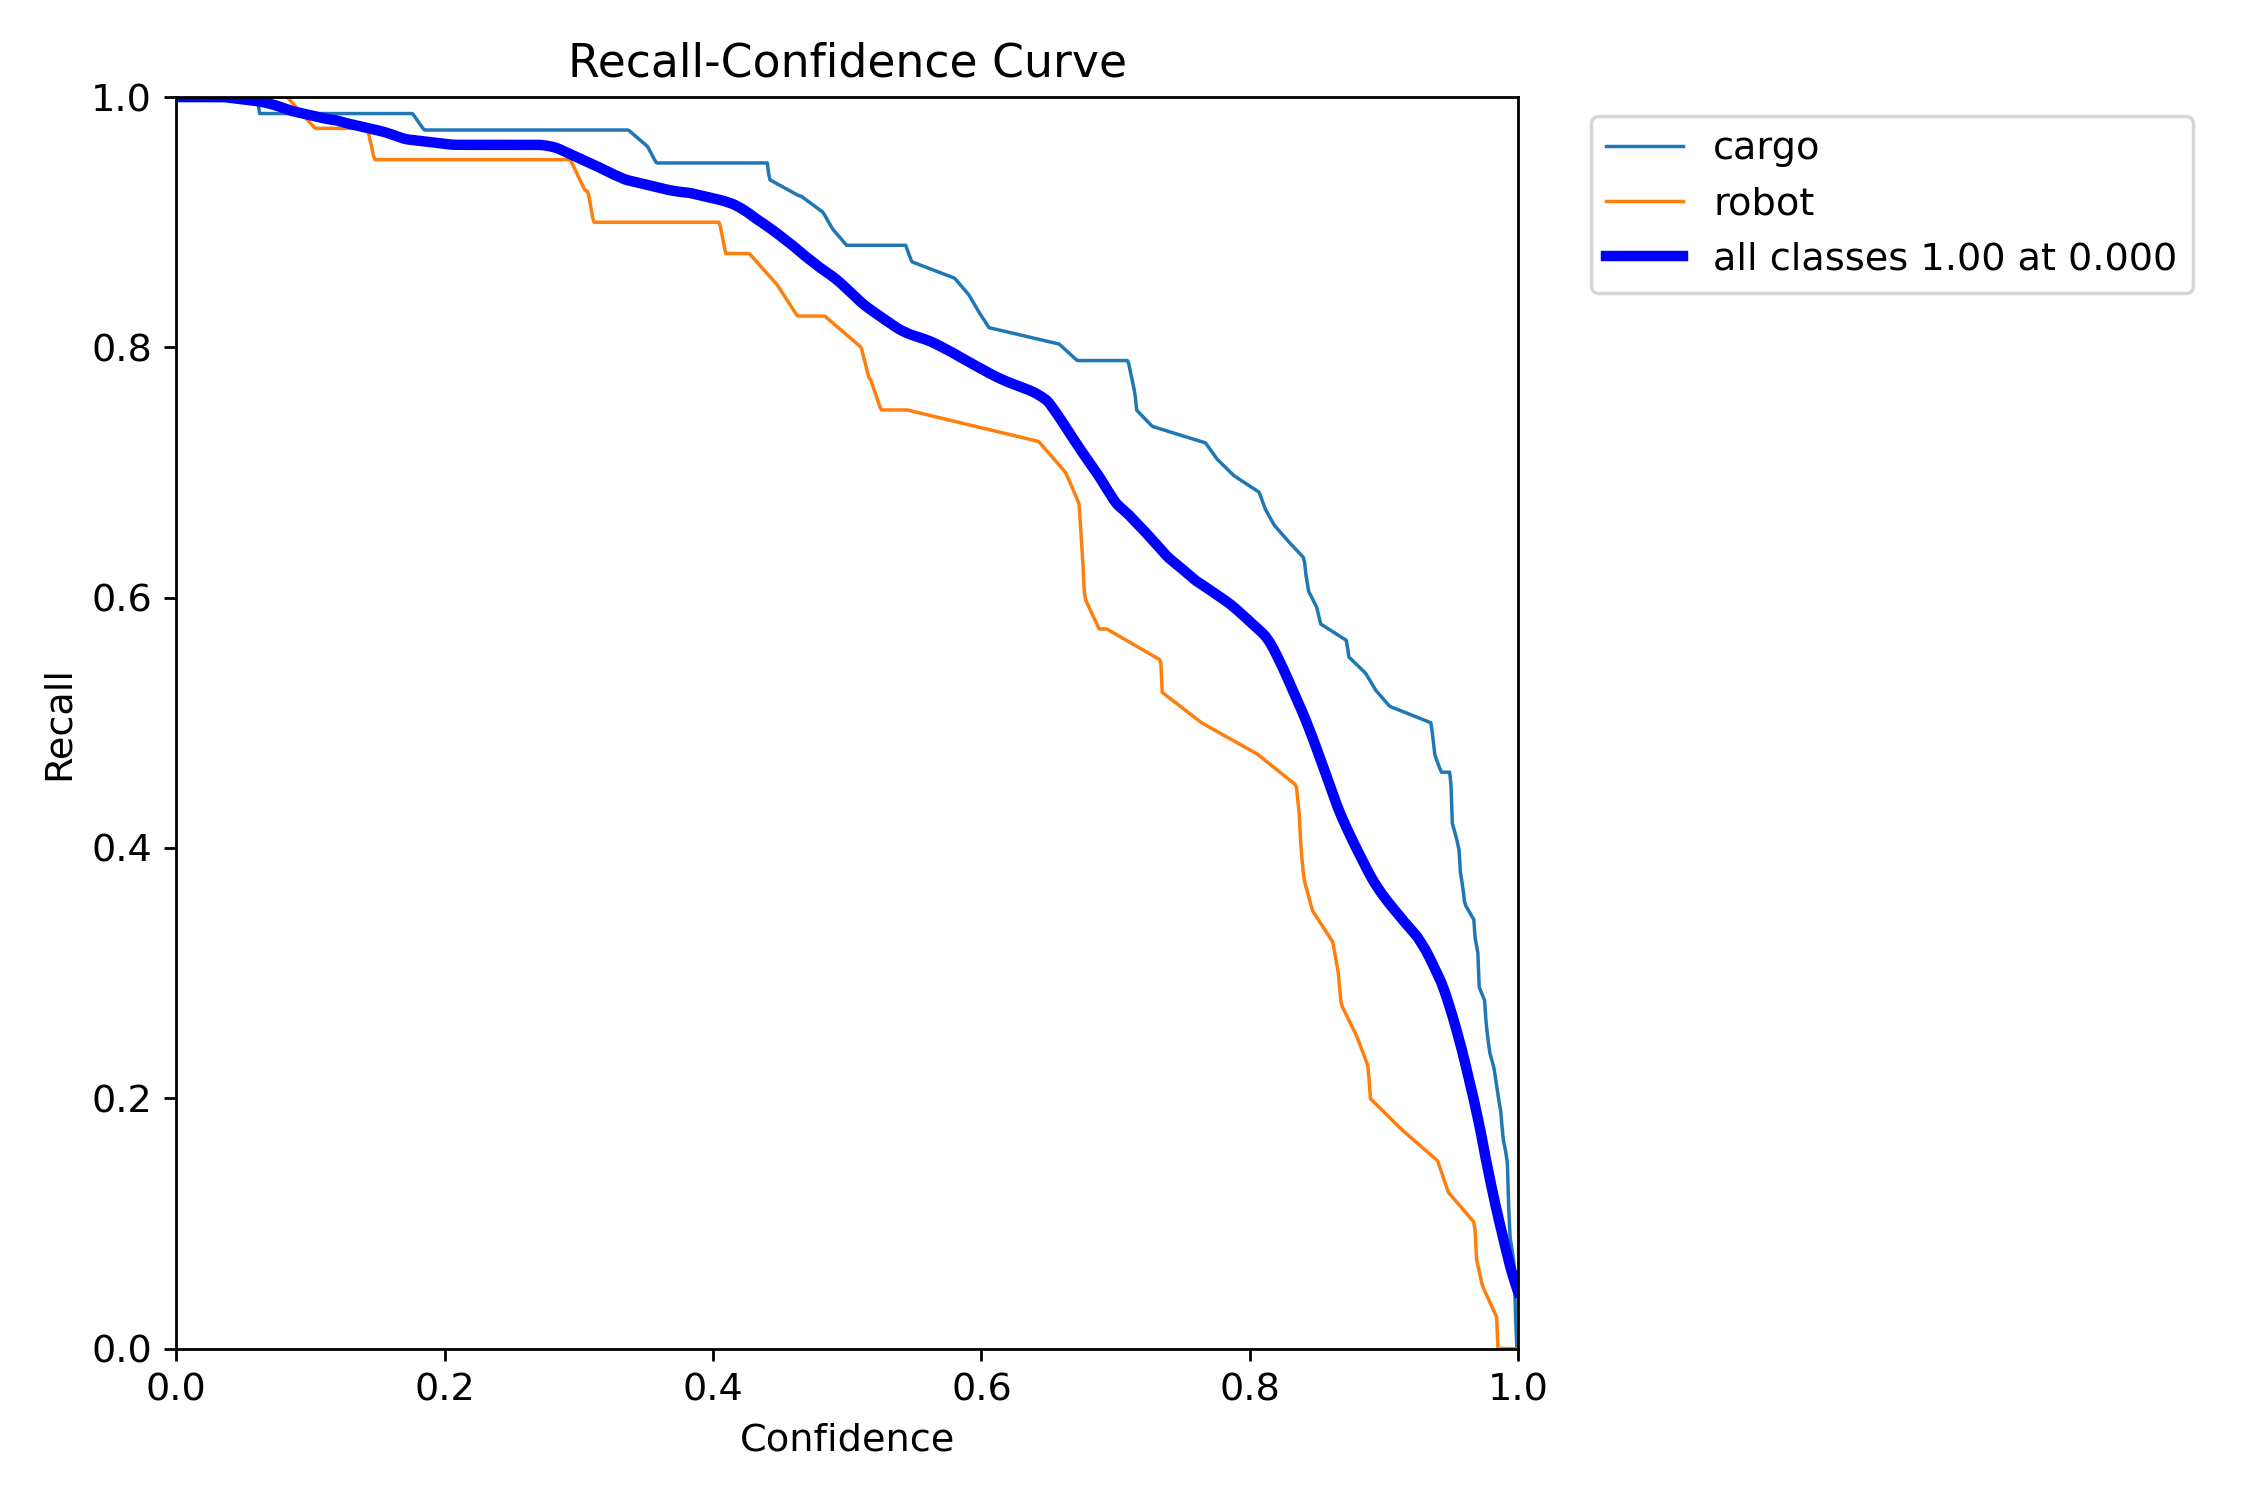 Recall-Confidence Curve
1.0
0.8
0.6
0.4
0.2
0.0
Recall
0.0 0.2 0.4 0.6 0.8 1.0
Confidence
cargo
robot
all classes 1.00 at 0.000